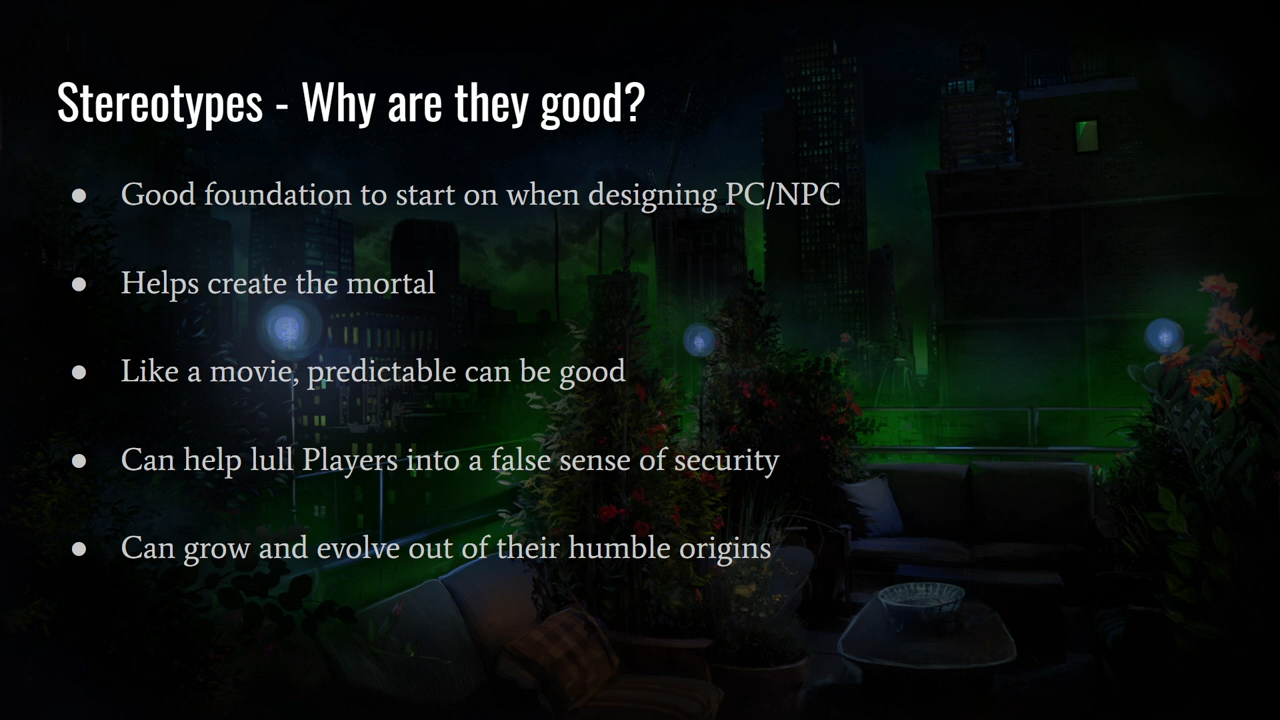 Stereotypes - Why are they good?
● Good foundation to start on when designing PC/NPC
● Helps create the mortal
● Like a movie, predictable can be good
● Can help lull Players into a false sense of security
● Can grow and evolve out of their humble origins